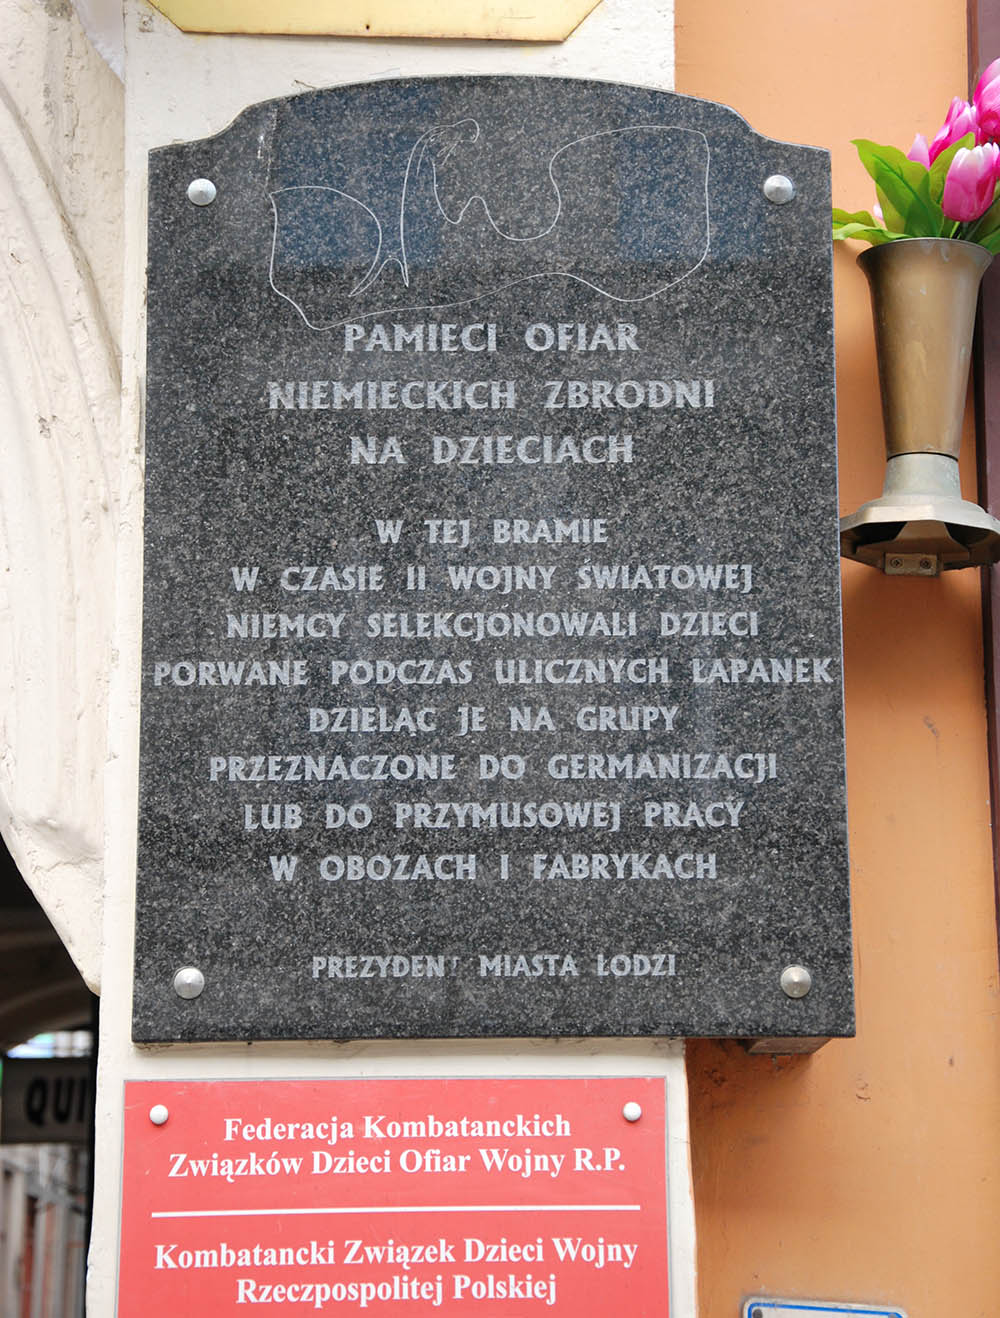 PAMIĘCI OFIAR
NIEMIECKICH ZBRODNI
NA DZIECIACH
W TEJ BRAMIE
W CZASIE II WOJNY ŚWIATOWEJ
NIEMCY SELEKCJONOWALI DZIECI
PORWANE PODCZAS ULICZNYCH ŁAPANEK
DZIELĄC JE NA GRUPY
PRZEZNACZONE DO GERMANIZACJI
LUB DO PRZYMUSOWEJ PRACY
W OBOZACH I FABRYKACH
PREZYDENT MIASTA ŁODZI
Federacja Kombatanckich
Związków Dzieci Ofiar Wojny R.P.
Kombatancki Związek Dzieci Wojny
Rzeczpospolitej Polskiej